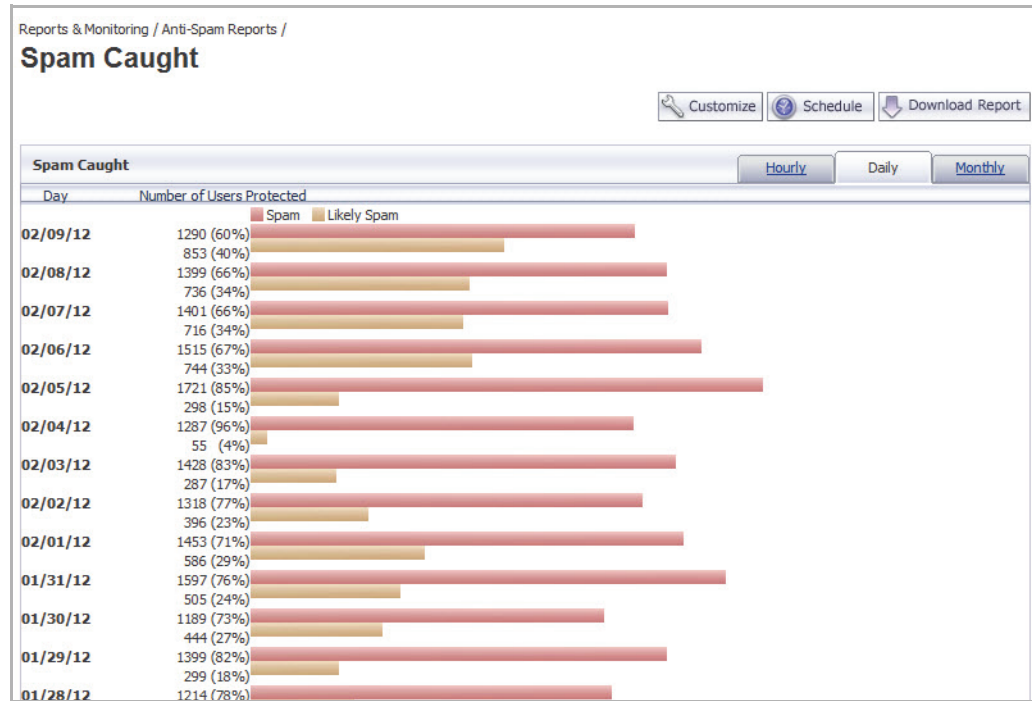 Reports & Monitoring / Anti-Spam Reports /
Spam Caught
Customize Schedule Download Report
Spam Caught Hourly Daily Monthly
Day Number of Users Protected
Spam Likely Spam
02/09/12 1290 (60%)
853 (40%)
02/08/12 1399 (66%)
736 (34%)
02/07/12 1401 (66%)
716 (34%)
02/06/12 1515 (67%)
744 (33%)
02/05/12 1721 (85%)
298 (15%)
02/04/12 1287 (96%)
55 (4%)
02/03/12 1428 (83%)
287 (17%)
02/02/12 1318 (77%)
396 (23%)
02/01/12 1453 (71%)
586 (29%)
01/31/12 1597 (76%)
505 (24%)
01/30/12 1189 (73%)
444 (27%)
01/29/12 1399 (82%)
299 (18%)
01/28/12 1214 (78%)